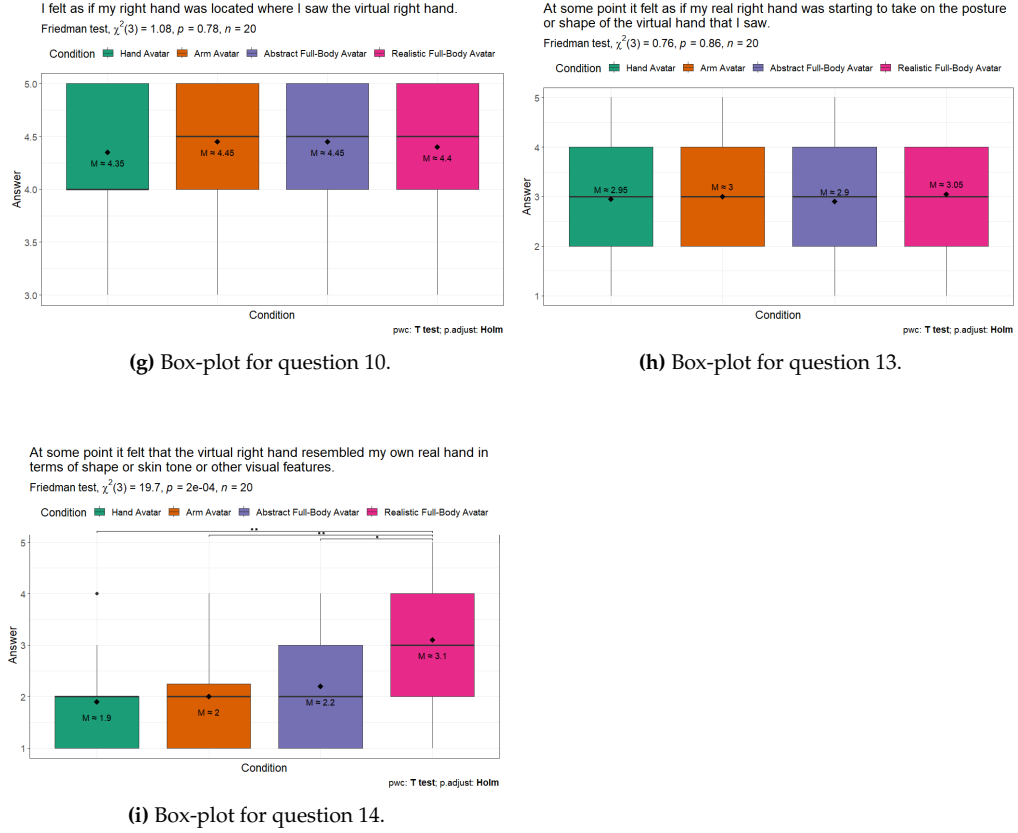 I felt as if my right hand was located where I saw the virtual right hand.
Friedman test, χ²(3) = 1.08, p = 0.78, n = 20
Condition Hand Avatar Arm Avatar Abstract Full-Body Avatar Realistic Full-Body Avatar
5.0
4.5
4.0
3.5
3.0
Answer
M ≈ 4.35
M ≈ 4.45
M ≈ 4.45
M ≈ 4.4
Condition
pwc: T test; p.adjust: Holm
(g) Box-plot for question 10.
At some point it felt as if my real right hand was starting to take on the posture
or shape of the virtual hand that I saw.
Friedman test, χ²(3) = 0.76, p = 0.86, n = 20
Condition Hand Avatar Arm Avatar Abstract Full-Body Avatar Realistic Full-Body Avatar
5
4
3
2
1
Answer
M ≈ 2.95
M ≈ 3
M ≈ 2.9
M ≈ 3.05
Condition
pwc: T test; p.adjust: Holm
(h) Box-plot for question 13.
At some point it felt that the virtual right hand resembled my own real hand in
terms of shape or skin tone or other visual features.
Friedman test, χ²(3) = 19.7, p = 2e-04, n = 20
Condition Hand Avatar Arm Avatar Abstract Full-Body Avatar Realistic Full-Body Avatar
**
**
*
5
4
3
2
1
Answer
M ≈ 1.9
M ≈ 2
M ≈ 2.2
M ≈ 3.1
Condition
pwc: T test; p.adjust: Holm
(i) Box-plot for question 14.